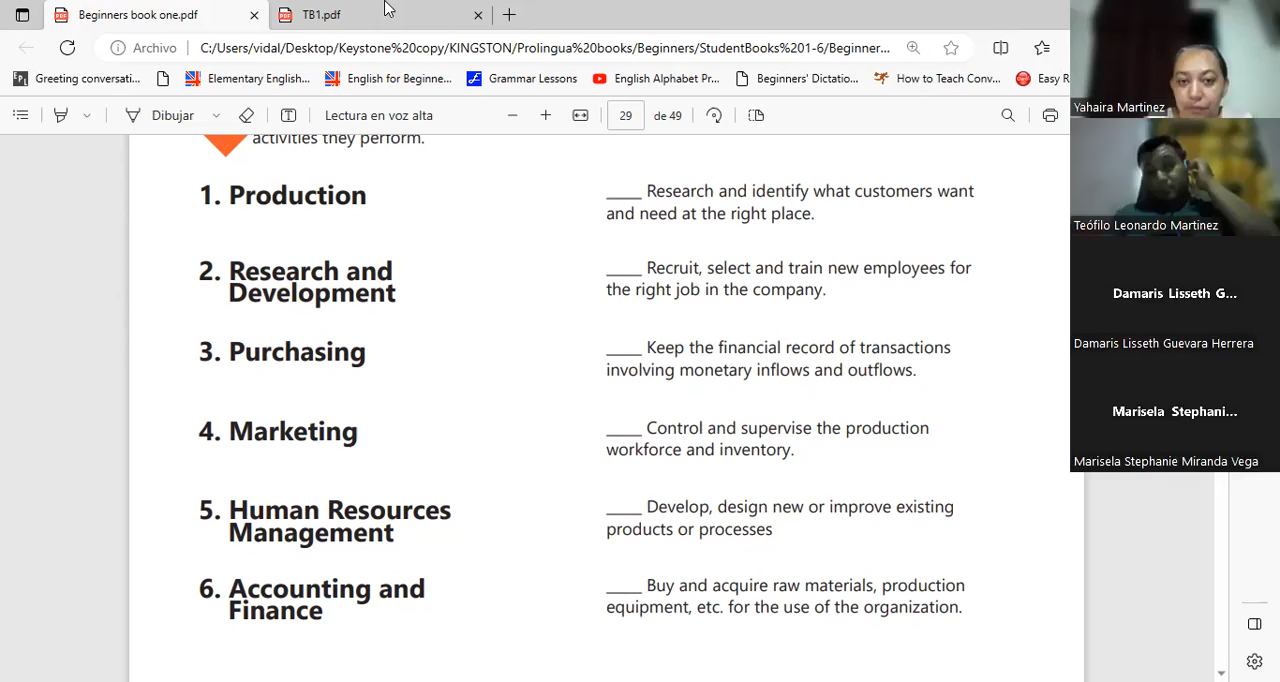 Beginners book one.pdf
TB1.pdf
Archivo
C:/Users/vidal/Desktop/Keystone%20copy/KINGSTON/Prolingua%20books/Beginners/StudentBooks%201-6/Beginner...
Greeting conversati...
Elementary English...
English for Beginne...
Grammar Lessons
English Alphabet Pr...
Beginners' Dictatio...
How to Teach Conv...
Easy R
Dibujar
Lectura en voz alta
29
de 49
activities they perform.
1. Production
____ Research and identify what customers want
and need at the right place.
2. Research and
Development
____ Recruit, select and train new employees for
the right job in the company.
3. Purchasing
____ Keep the financial record of transactions
involving monetary inflows and outflows.
4. Marketing
____ Control and supervise the production
workforce and inventory.
5. Human Resources
Management
____ Develop, design new or improve existing
products or processes
6. Accounting and
Finance
____ Buy and acquire raw materials, production
equipment, etc. for the use of the organization.
Yahaira Martinez
Teófilo Leonardo Martinez
Damaris Lisseth G...
Damaris Lisseth Guevara Herrera
Marisela Stephani...
Marisela Stephanie Miranda Vega